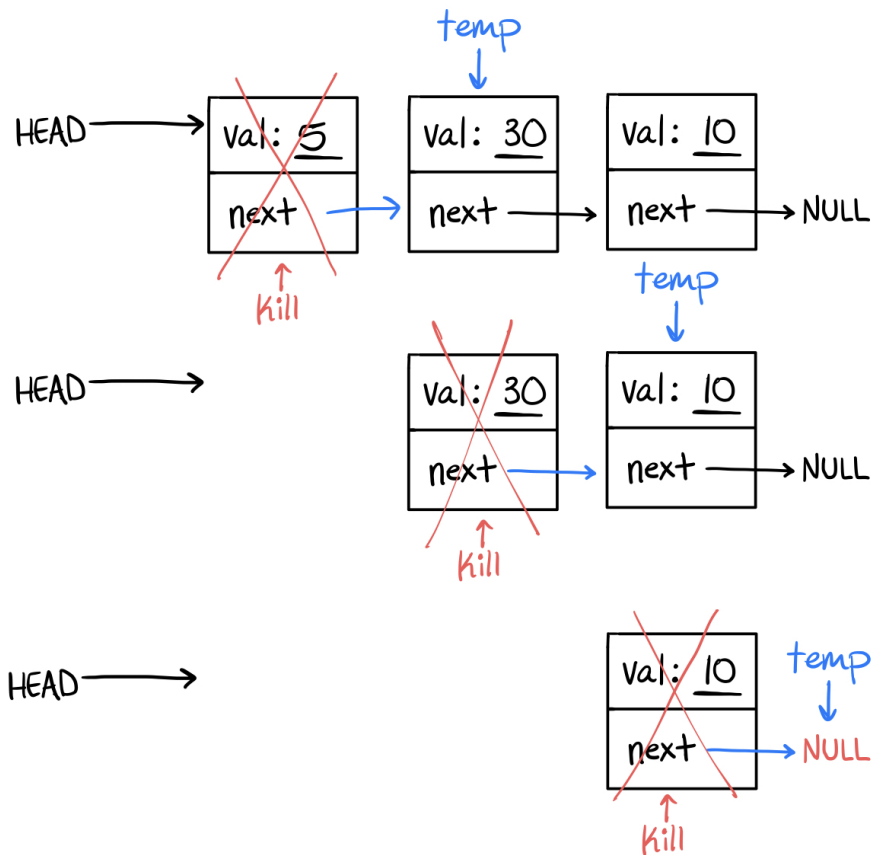 temp
HEAD
val: 5
val: 30
val: 10
next
next
next
NULL
kill
temp
HEAD
val: 30
val: 10
next
next
NULL
kill
HEAD
val: 10
temp
next
NULL
kill